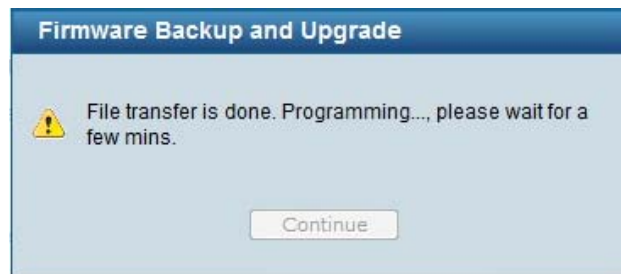 Firmware Backup and Upgrade
File transfer is done. Programming..., please wait for a
few mins.
Continue